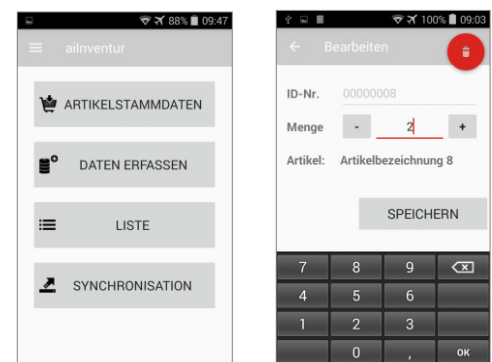 88% 09:47
aiInventur
ARTIKELSTAMMDATEN
DATEN ERFASSEN
LISTE
SYNCHRONISATION
100% 09:03
Bearbeiten
ID-Nr. 00000008
Menge - 2 +
Artikel: Artikelbezeichnung 8
SPEICHERN
7 8 9
4 5 6
1 2 3
0 , OK